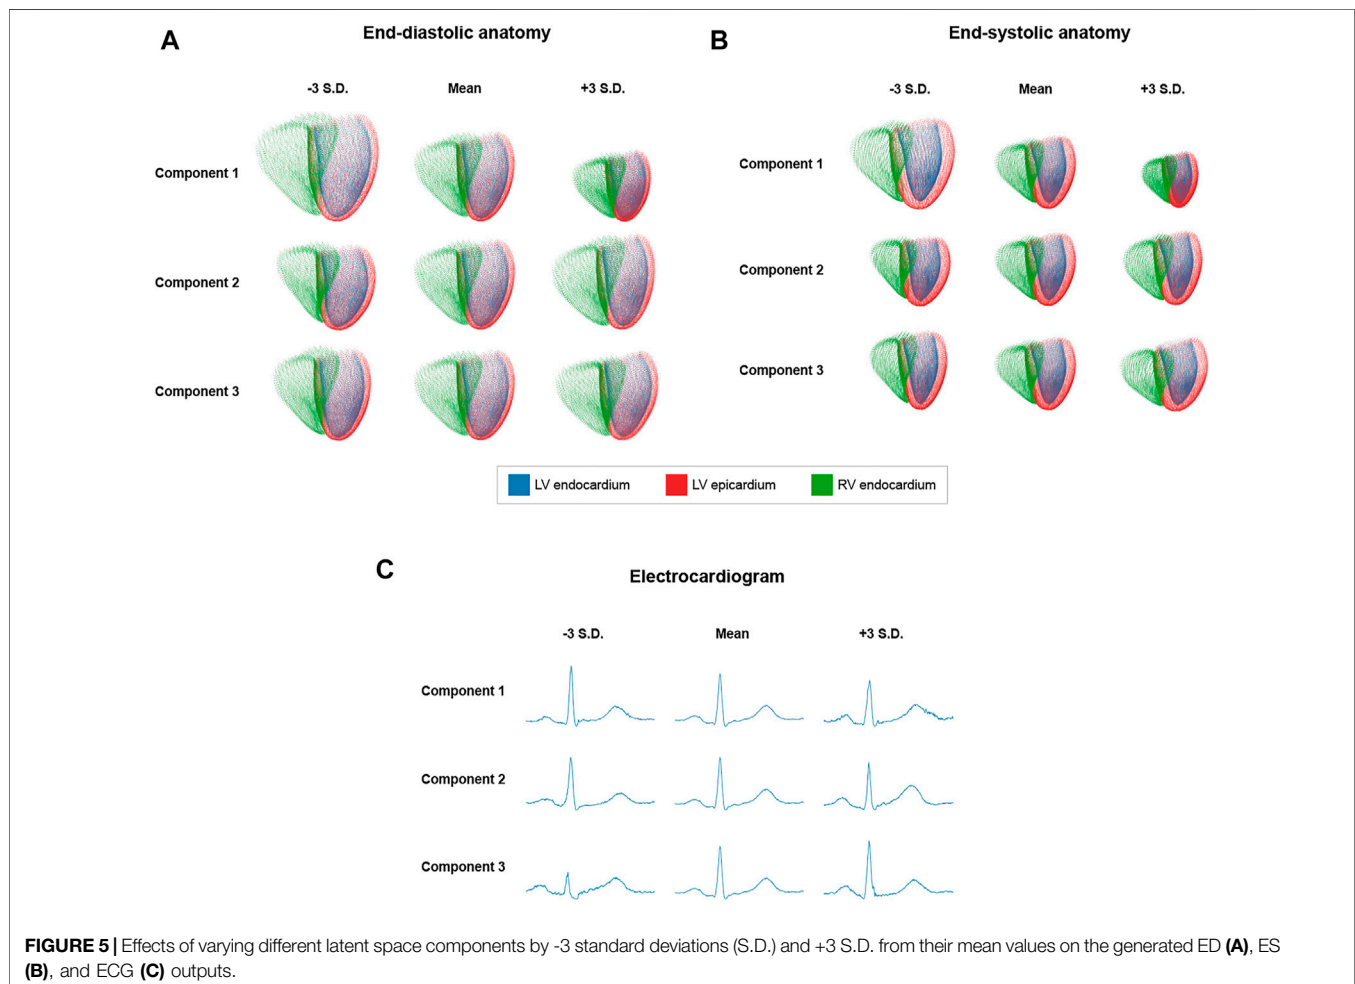 A
End-diastolic anatomy
-3 S.D.
Mean
+3 S.D.
Component 1
Component 2
Component 3
B
End-systolic anatomy
-3 S.D.
Mean
+3 S.D.
Component 1
Component 2
Component 3
LV endocardium
LV epicardium
RV endocardium
C
Electrocardiogram
-3 S.D.
Mean
+3 S.D.
Component 1
Component 2
Component 3
FIGURE 5 | Effects of varying different latent space components by -3 standard deviations (S.D.) and +3 S.D. from their mean values on the generated ED (A), ES
(B), and ECG (C) outputs.